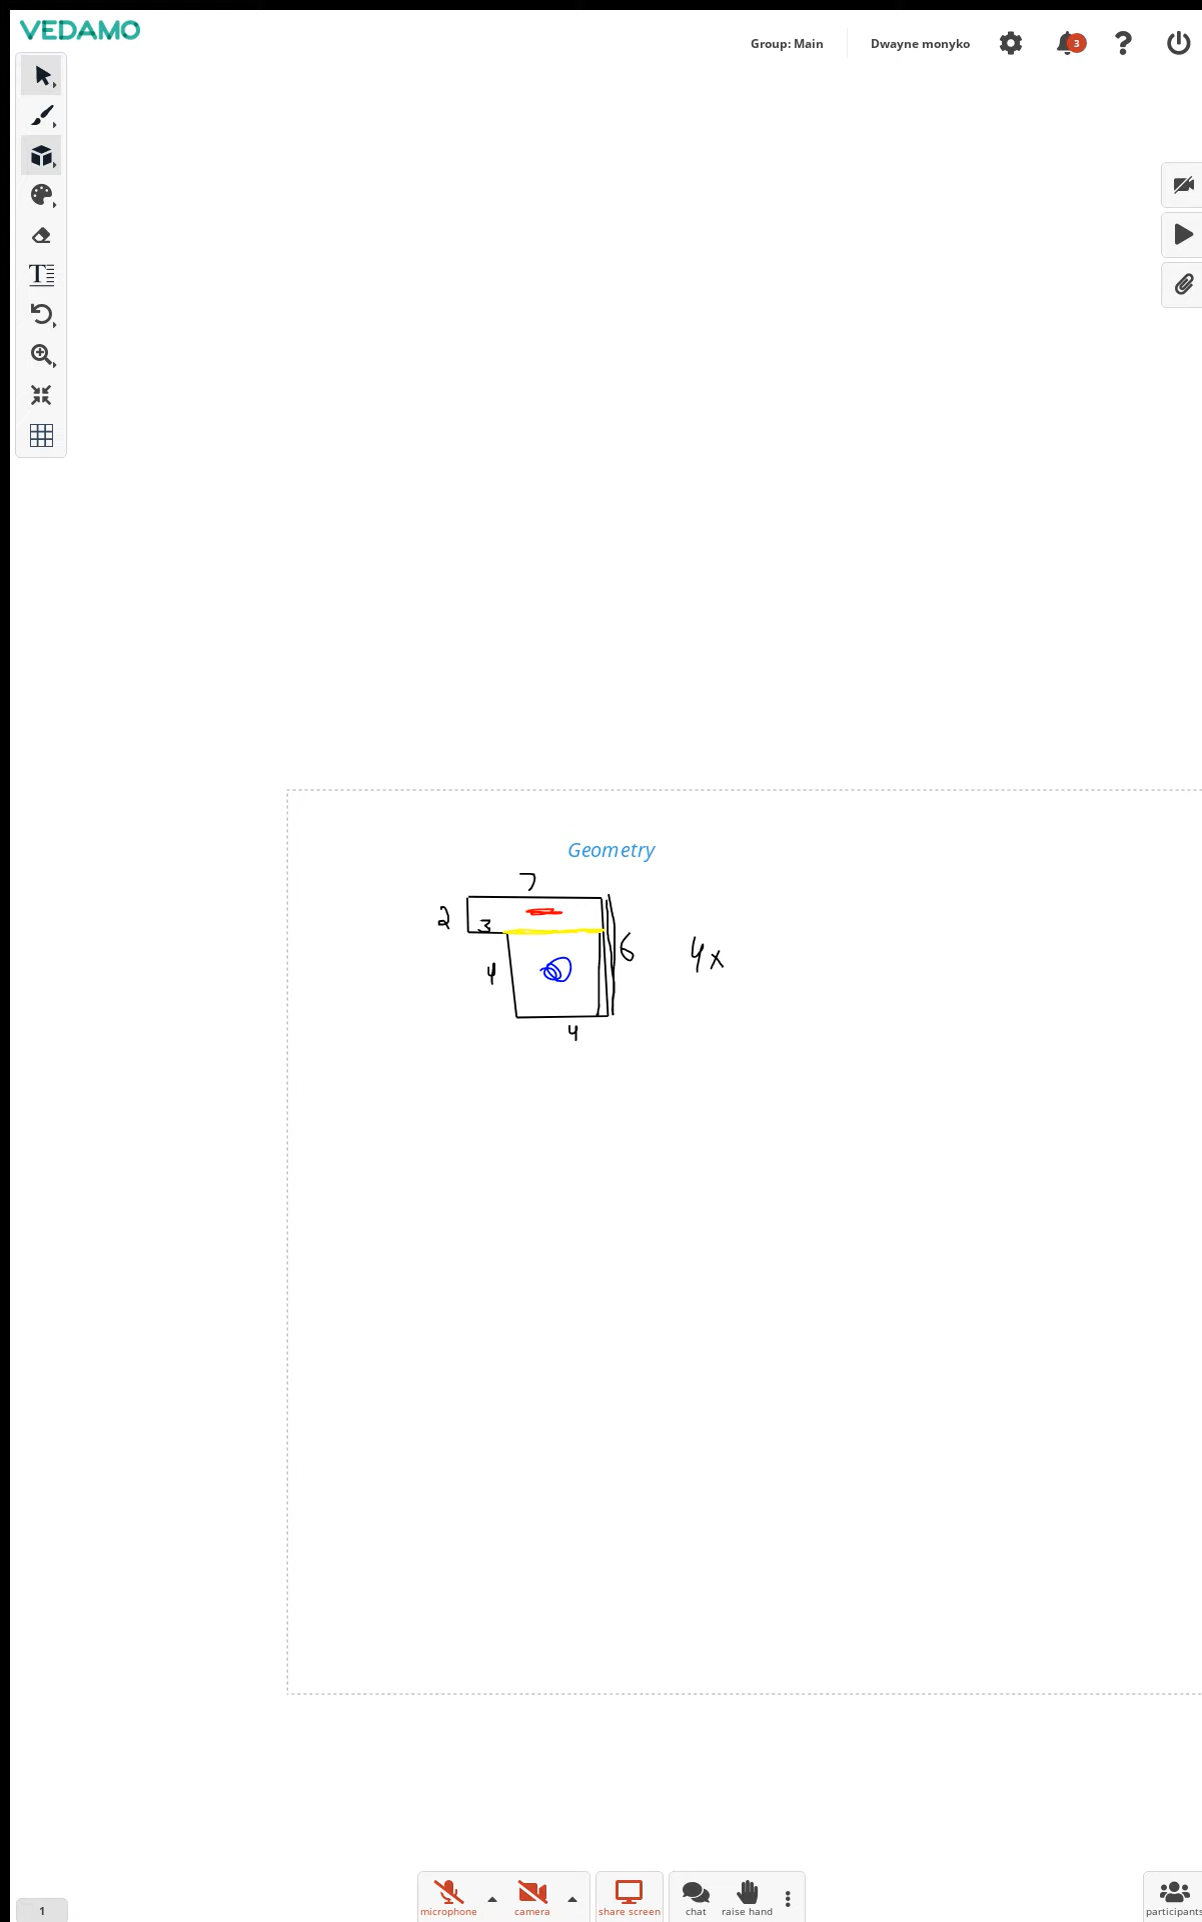 VEDAMO
Group: Main
Dwayne monyko
3
Geometry
7
2
3
6
4x
4
4
1
microphone
camera
share screen
chat
raise hand
participants